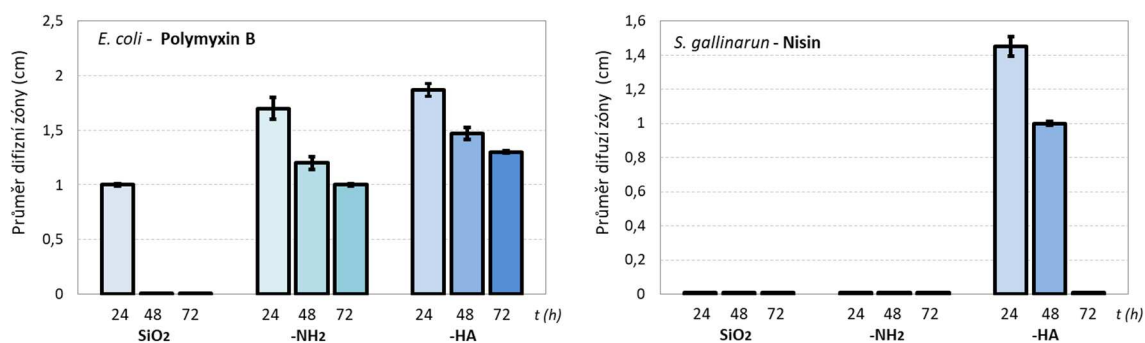 E. coli - Polymyxin B
Průměr difizní zóny (cm)
2,5
2
1,5
1
0,5
0
24 48 72 24 48 72 24 48 72 t (h)
SiO2 -NH2 -HA
S. gallinarun - Nisin
Průměr difuzí zóny (cm)
1,6
1,4
1,2
1
0,8
0,6
0,4
0,2
0
24 48 72 24 48 72 24 48 72 t (h)
SiO2 -NH2 -HA